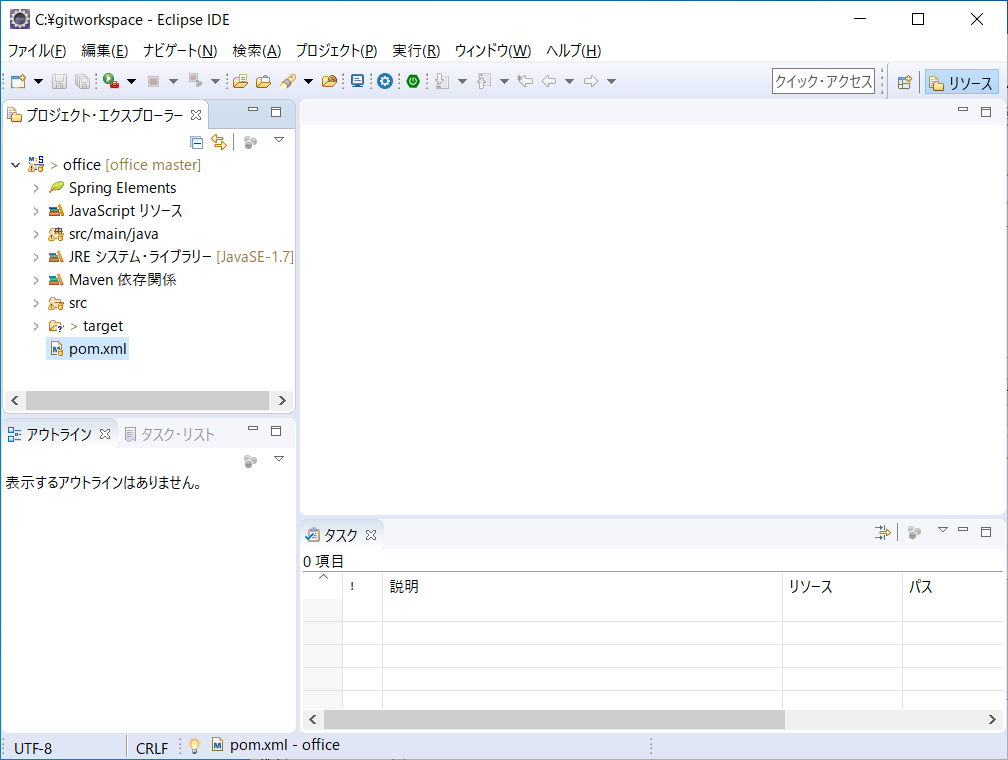 C:¥gitworkspace - Eclipse IDE
ファイル(F) 編集(E) ナビゲート(N) 検索(A) プロジェクト(P) 実行(R) ウィンドウ(W) ヘルプ(H)
クイック・アクセス リソース
プロジェクト・エクスプローラー
> office [office master]
Spring Elements
JavaScript リソース
src/main/java
JRE システム・ライブラリー [JavaSE-1.7]
Maven 依存関係
src
> target
pom.xml
アウトライン タスク・リスト
表示するアウトラインはありません。
タスク
0 項目
! 説明 リソース パス
UTF-8 CRLF pom.xml - office